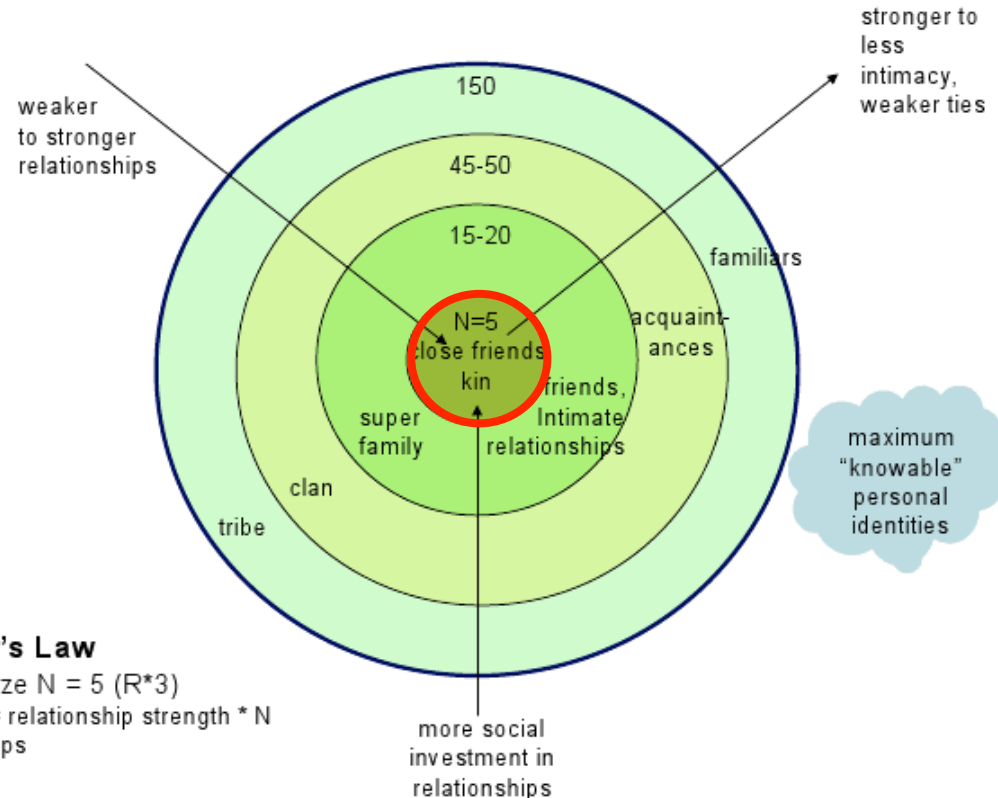 stronger to
less
intimacy,
weaker ties
weaker
to stronger
relationships
150
45-50
15-20
familiars
acquaint-
ances
N=5
close friends
kin
friends,
Intimate
relationships
super
family
clan
tribe
maximum
“knowable”
personal
identities
’s Law
ze N = 5 (R*3)
relationship strength * N
ps
more social
investment in
relationships